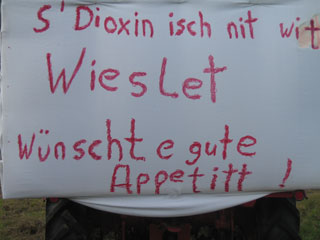 S' Dioxin isch nit wit
Wieslet
Wünscht e gute
Appetitt !